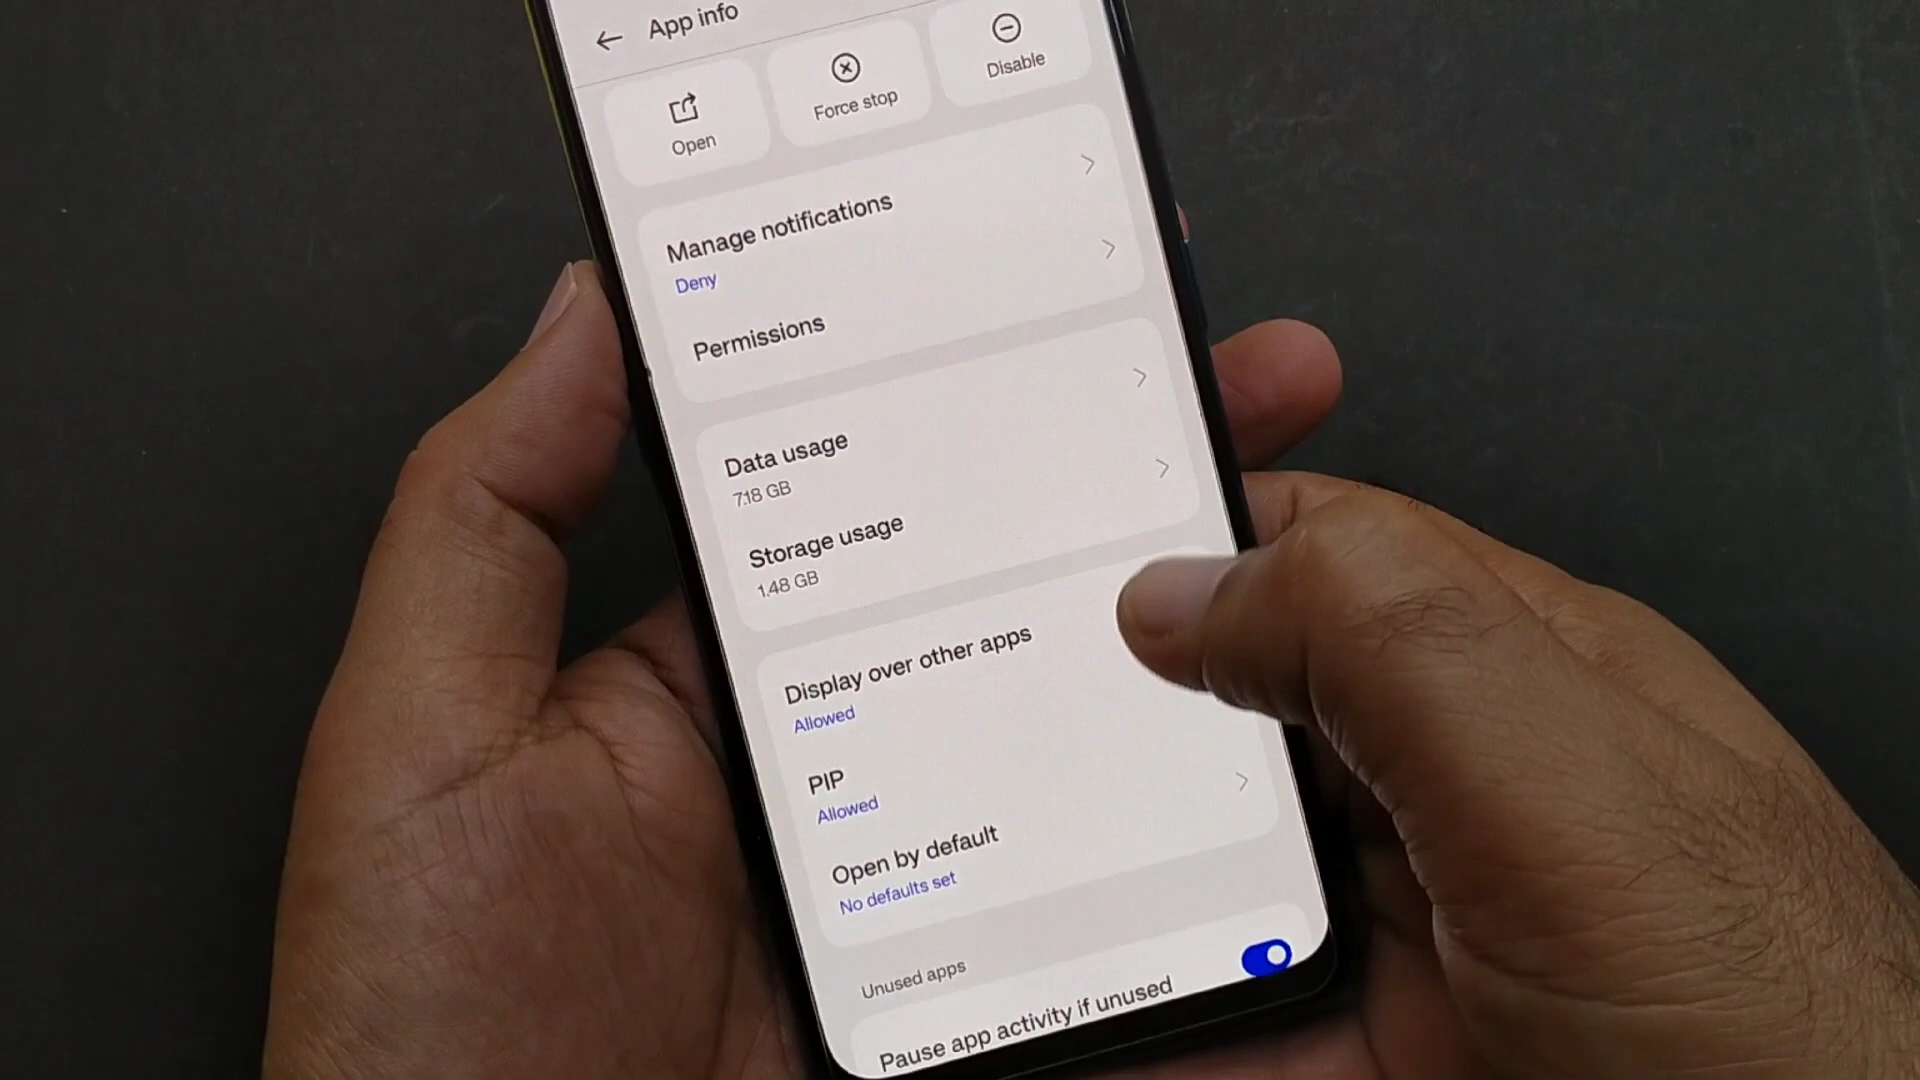 App info
Open
Force stop
Disable
Manage notifications
Deny
Permissions
Data usage
7.18 GB
Storage usage
1.48 GB
Display over other apps
Allowed
PIP
Allowed
Open by default
No defaults set
Unused apps
Pause app activity if unused